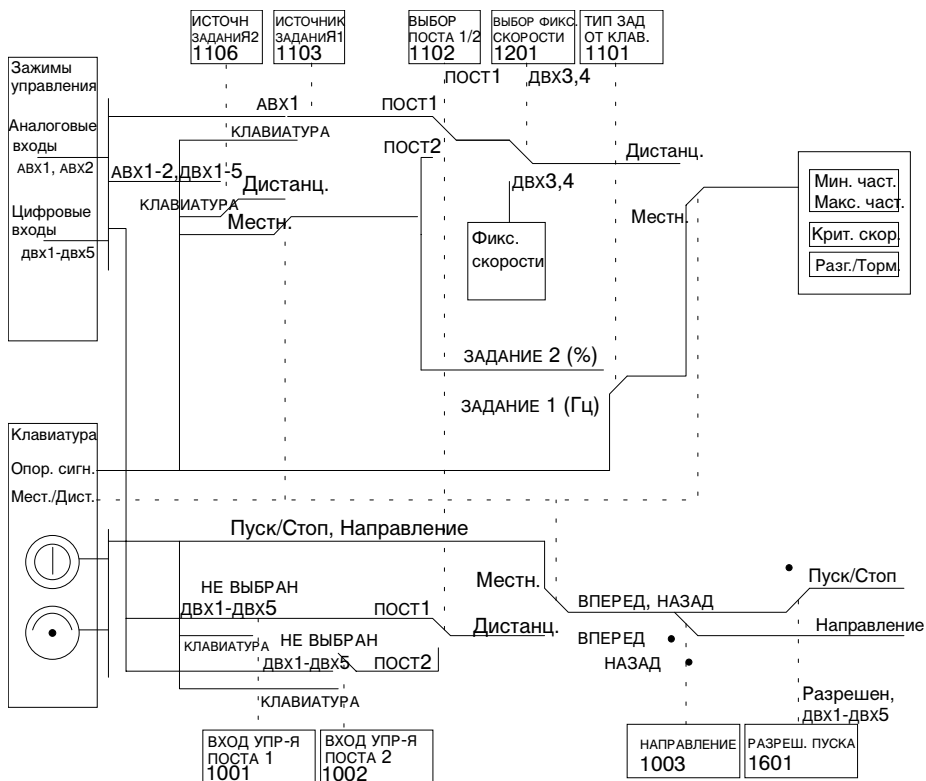 ИСТОЧН
ЗАДАНИЯ2
1106
ИСТОЧНИК
ЗАДАНИЯ1
1103
ВЫБОР
ПОСТА 1/2
1102
ВЫБОР ФИКС.
СКОРОСТИ
1201
ТИП ЗАД
ОТ КЛАВ.
1101
Зажимы
управления
Аналоговые
входы
АВХ1, АВХ2
Цифровые
входы
ДВХ1-ДВХ5
ПОСТ1
ДВХ3,4
АВХ1
ПОСТ1
КЛАВИАТУРА
ПОСТ2
Дистанц.
АВХ1-2,ДВХ1-5
Дистанц.
КЛАВИАТУРА
Местн.
ДВХ3,4
Местн.
Фикс.
скорости
Мин. част.
Макс. част.
Крит. скор.
Разг./Торм.
ЗАДАНИЕ 2 (%)
ЗАДАНИЕ 1 (Гц)
Клавиатура
Опор. сигн.
Мест./Дист.
Пуск/Стоп, Направление
Местн.
Пуск/Стоп
НЕ ВЫБРАН
ДВХ1-ДВХ5
ПОСТ1
ВПЕРЕД, НАЗАД
Дистанц.
Направление
КЛАВИАТУРА
НЕ ВЫБРАН
ДВХ1-ДВХ5
ПОСТ2
ВПЕРЕД
НАЗАД
КЛАВИАТУРА
Разрешен,
ДВХ1-ДВХ5
ВХОД УПР-Я
ПОСТА 1
1001
ВХОД УПР-Я
ПОСТА 2
1002
НАПРАВЛЕНИЕ
1003
РАЗРЕШ. ПУСКА
1601